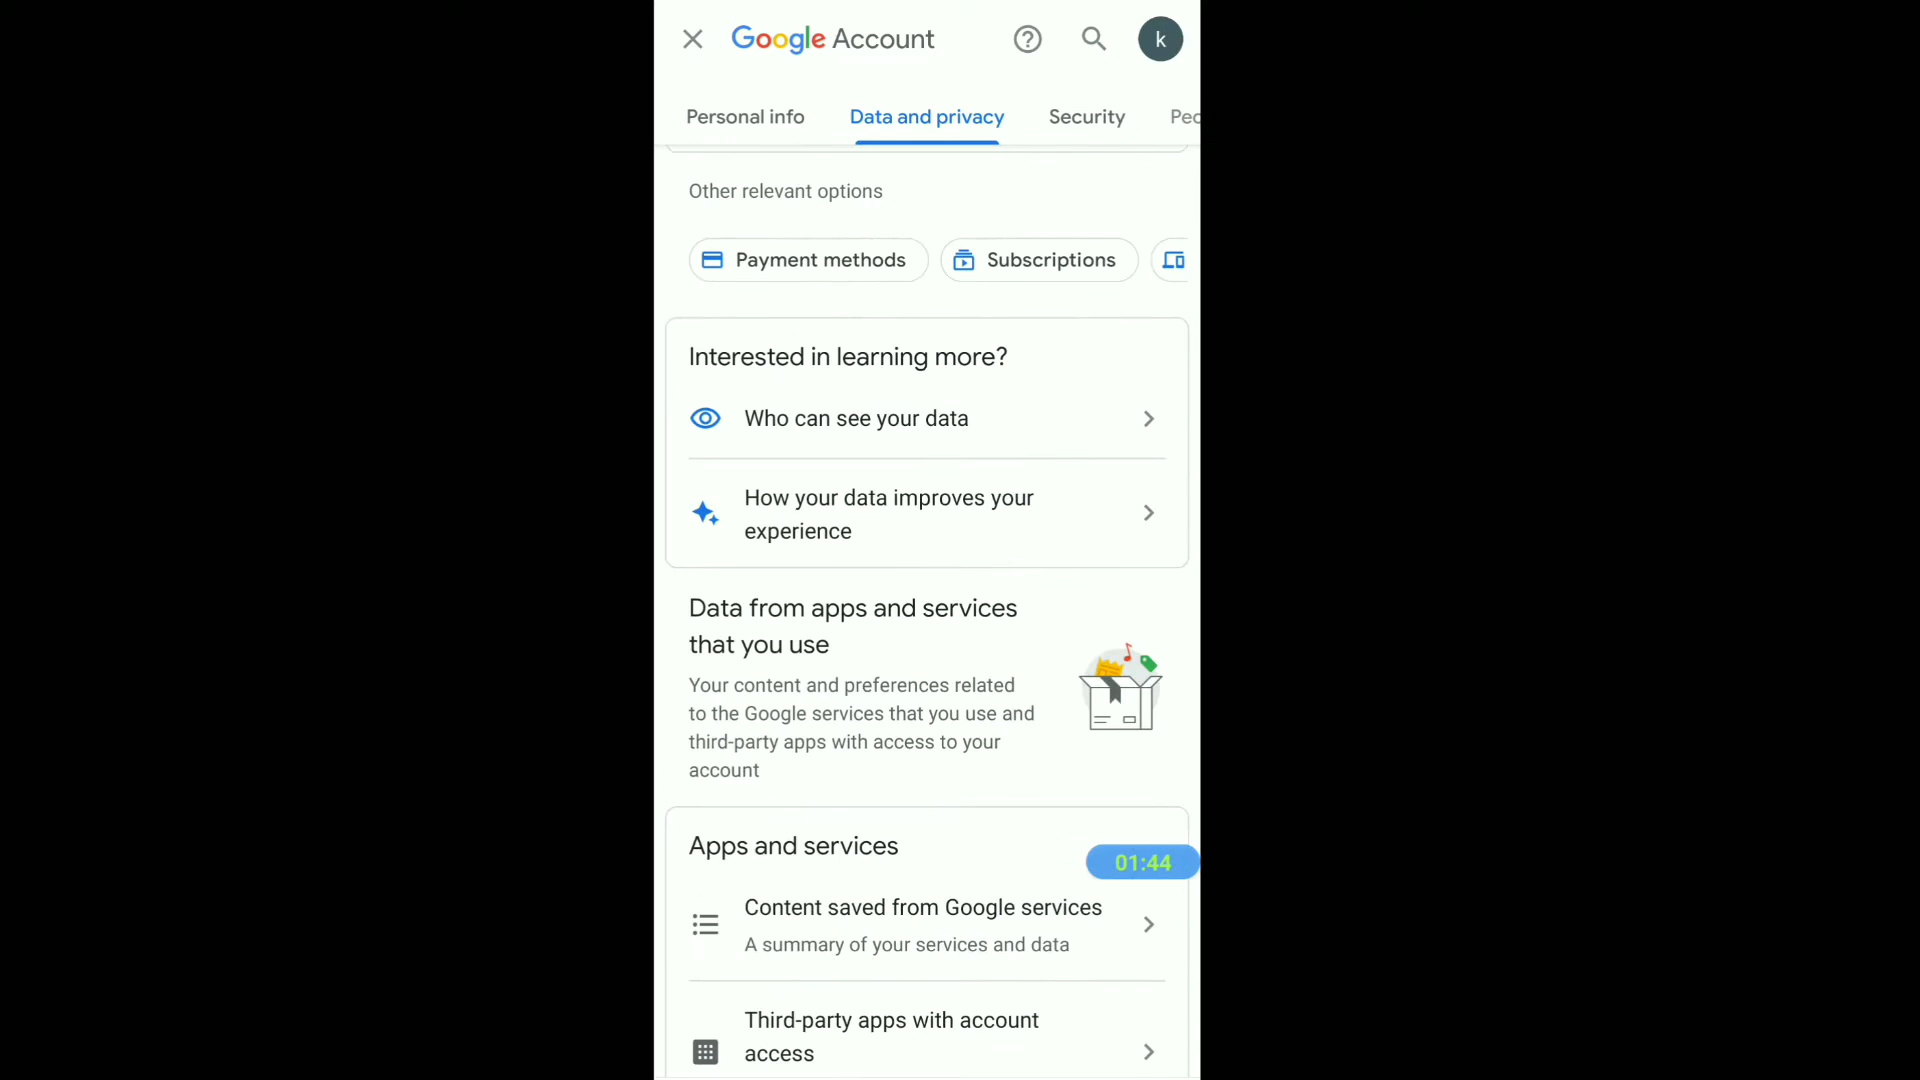 Google Account
k
Personal info
Data and privacy
Security
Peo
Other relevant options
Payment methods
Subscriptions
Interested in learning more?
Who can see your data
How your data improves your
experience
Data from apps and services
that you use
Your content and preferences related
to the Google services that you use and
third-party apps with access to your
account
Apps and services
01:44
Content saved from Google services
A summary of your services and data
Third-party apps with account
access